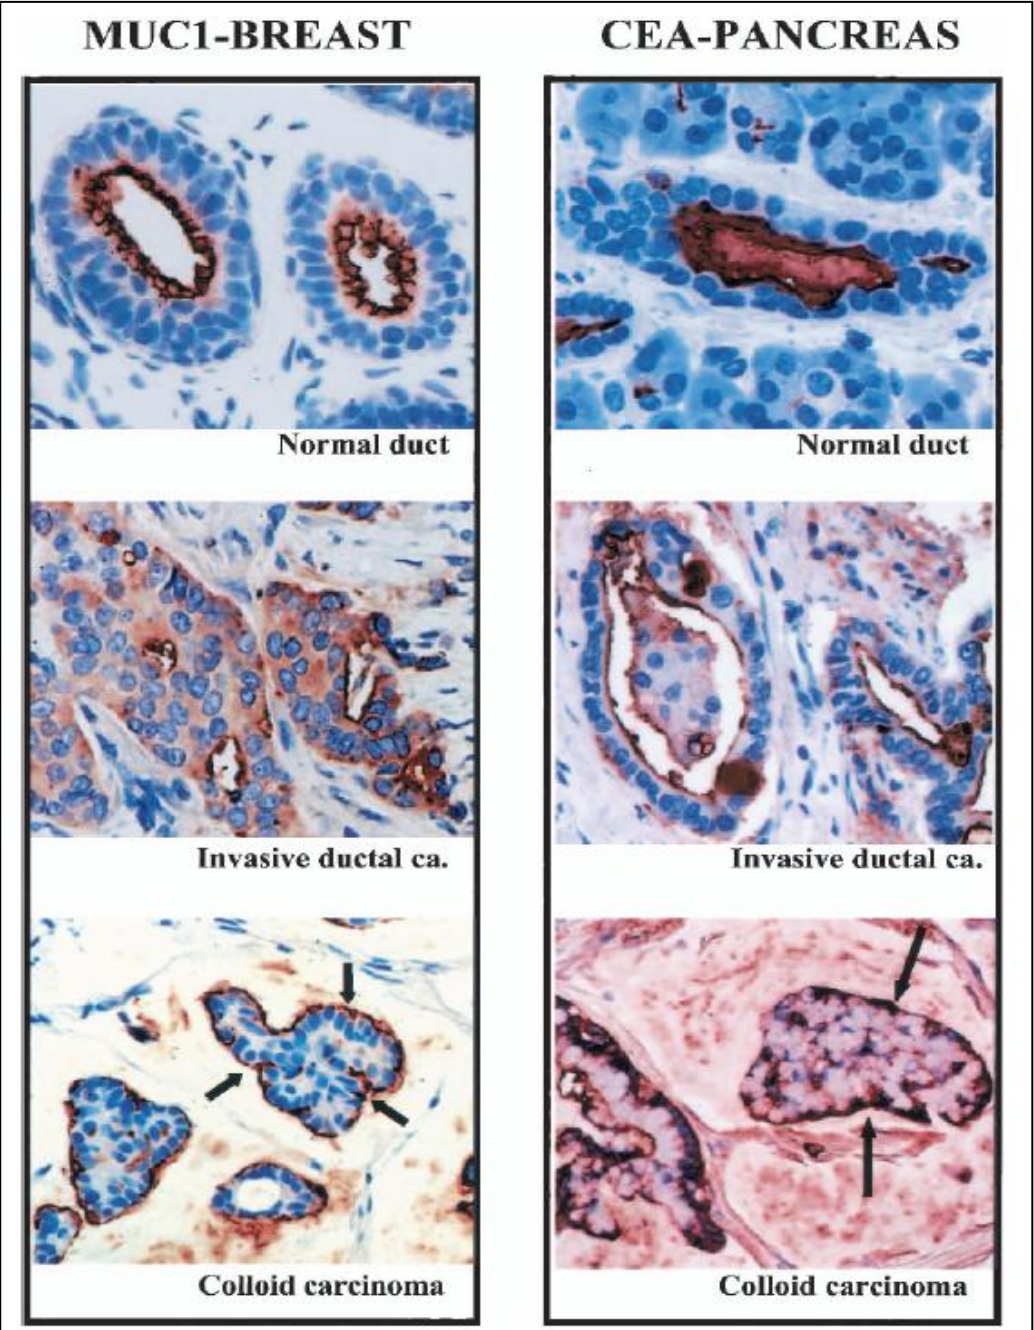 MUC1-BREAST
CEA-PANCREAS
Normal duct
Normal duct
Invasive ductal ca.
Invasive ductal ca.
Colloid carcinoma
Colloid carcinoma